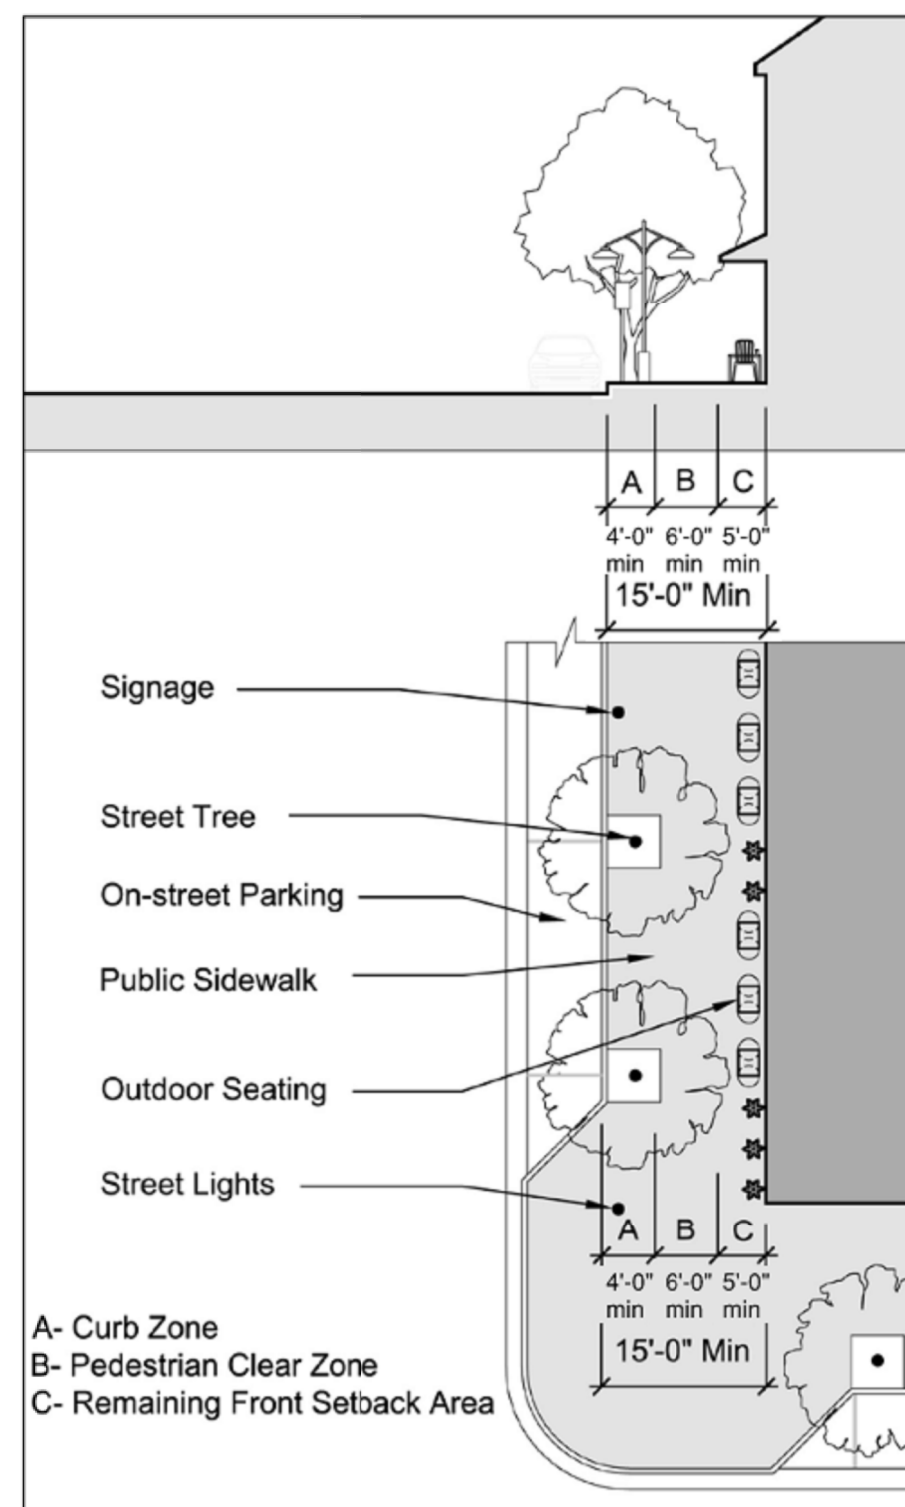 A B C
4'-0" 6'-0" 5'-0"
min min min
15'-0" Min
Signage
Street Tree
On-street Parking
Public Sidewalk
Outdoor Seating
Street Lights
A B C
4'-0" 6'-0" 5'-0"
min min min
15'-0" Min
A- Curb Zone
B- Pedestrian Clear Zone
C- Remaining Front Setback Area